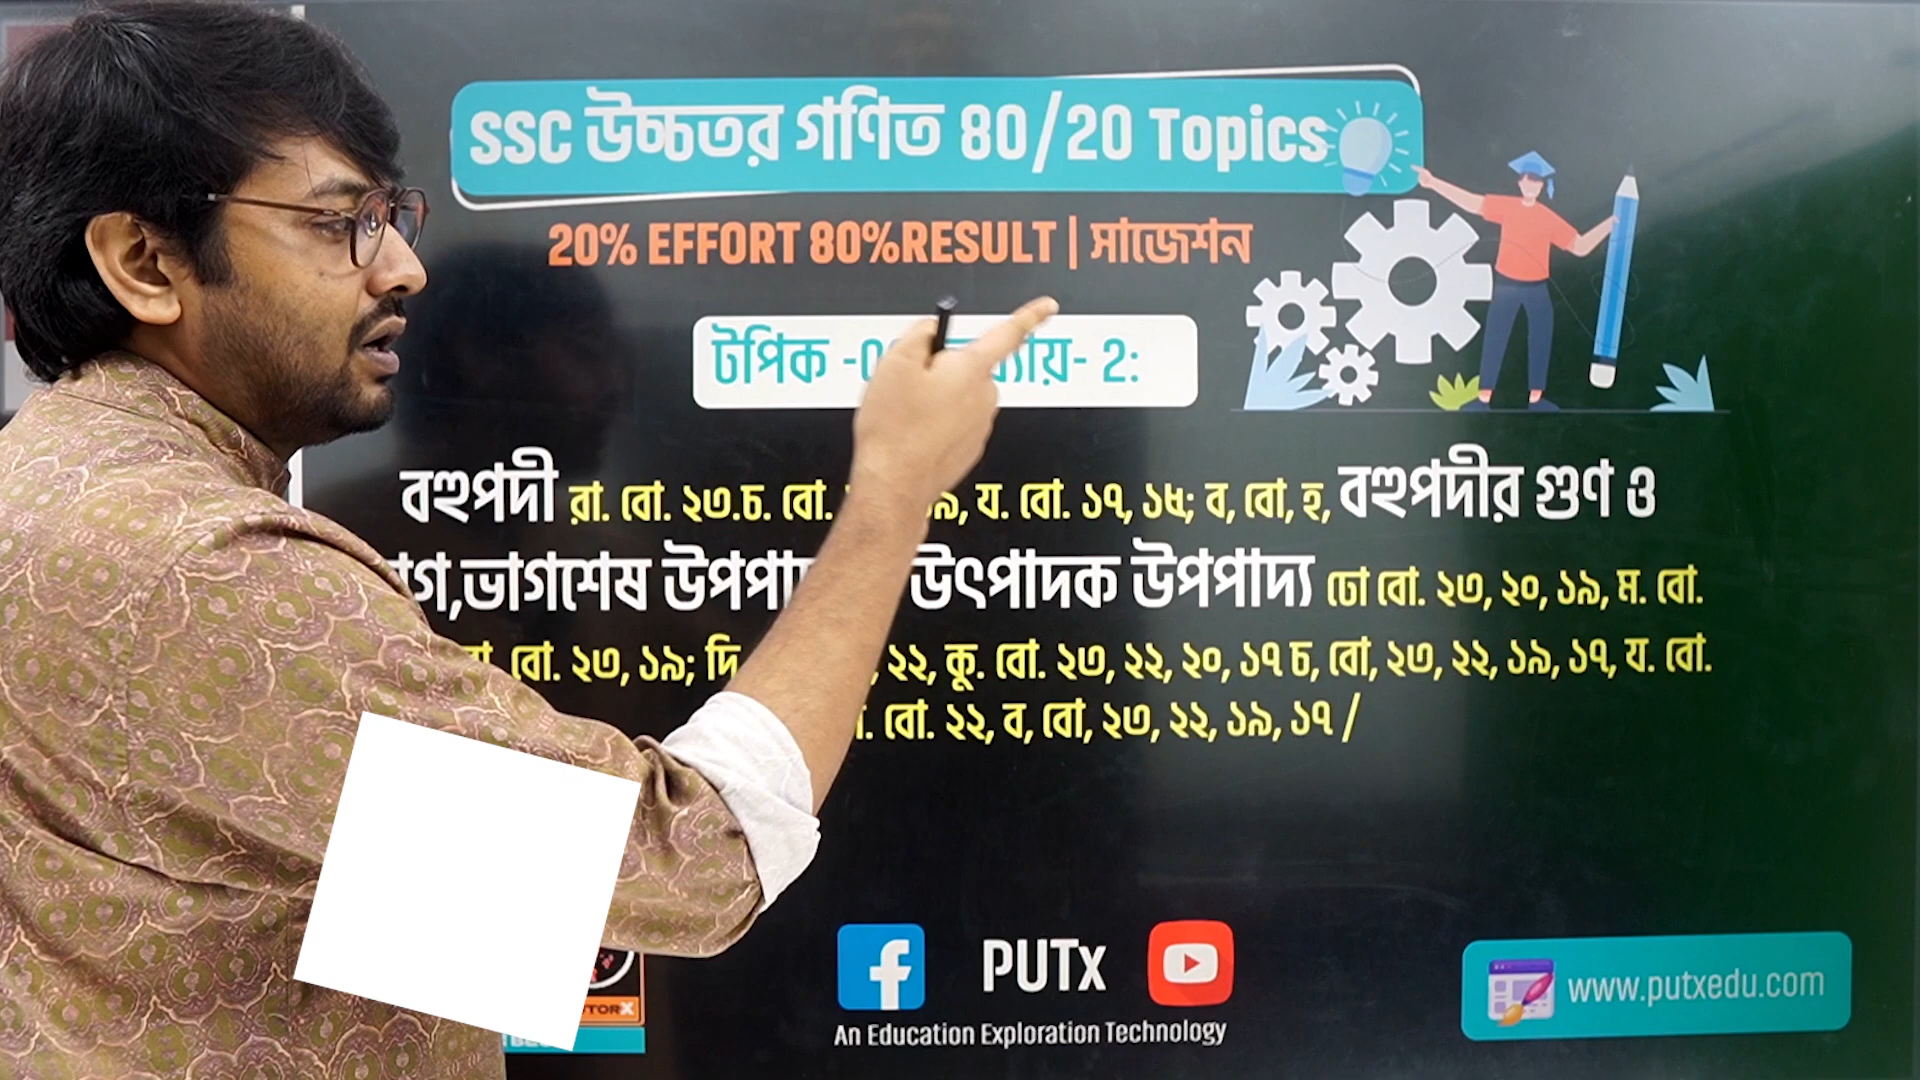 SSC উচ্চতর গণিত 80/20 Topics
20% EFFORT 80%RESULT | সাজেশন
টপিক - 2:
বহুপদী রা. বো. ২৩.চ. বো. য. বো. ১৭, ১৫; ব, বো, হ, বহুপদীর গুণ ও
ভাগশেষ উৎপাদক উপপাদ্য ঢো বো. ২৩, ২০, ১৯, ম. বো.
বো. ২৩, ১৯; দি ২২, কু. বো. ২৩, ২২, ২০, ১৭ চ, বো, ২৩, ২২, ১৯, ১৭, য. বো.
বো. ২২, ব, বো, ২৩, ২২, ১৯, ১৭ /
PUTx
An Education Exploration Technology
www.putxedu.com